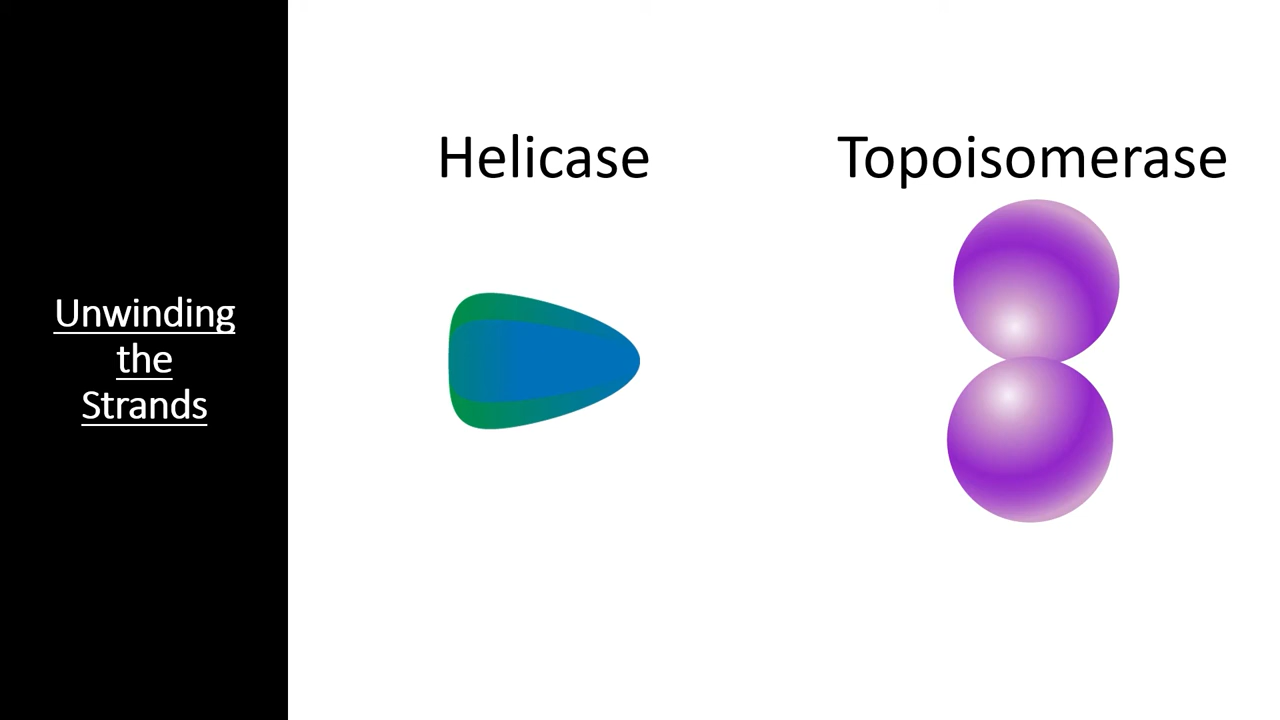 Unwinding
the
Strands
Helicase
Topoisomerase